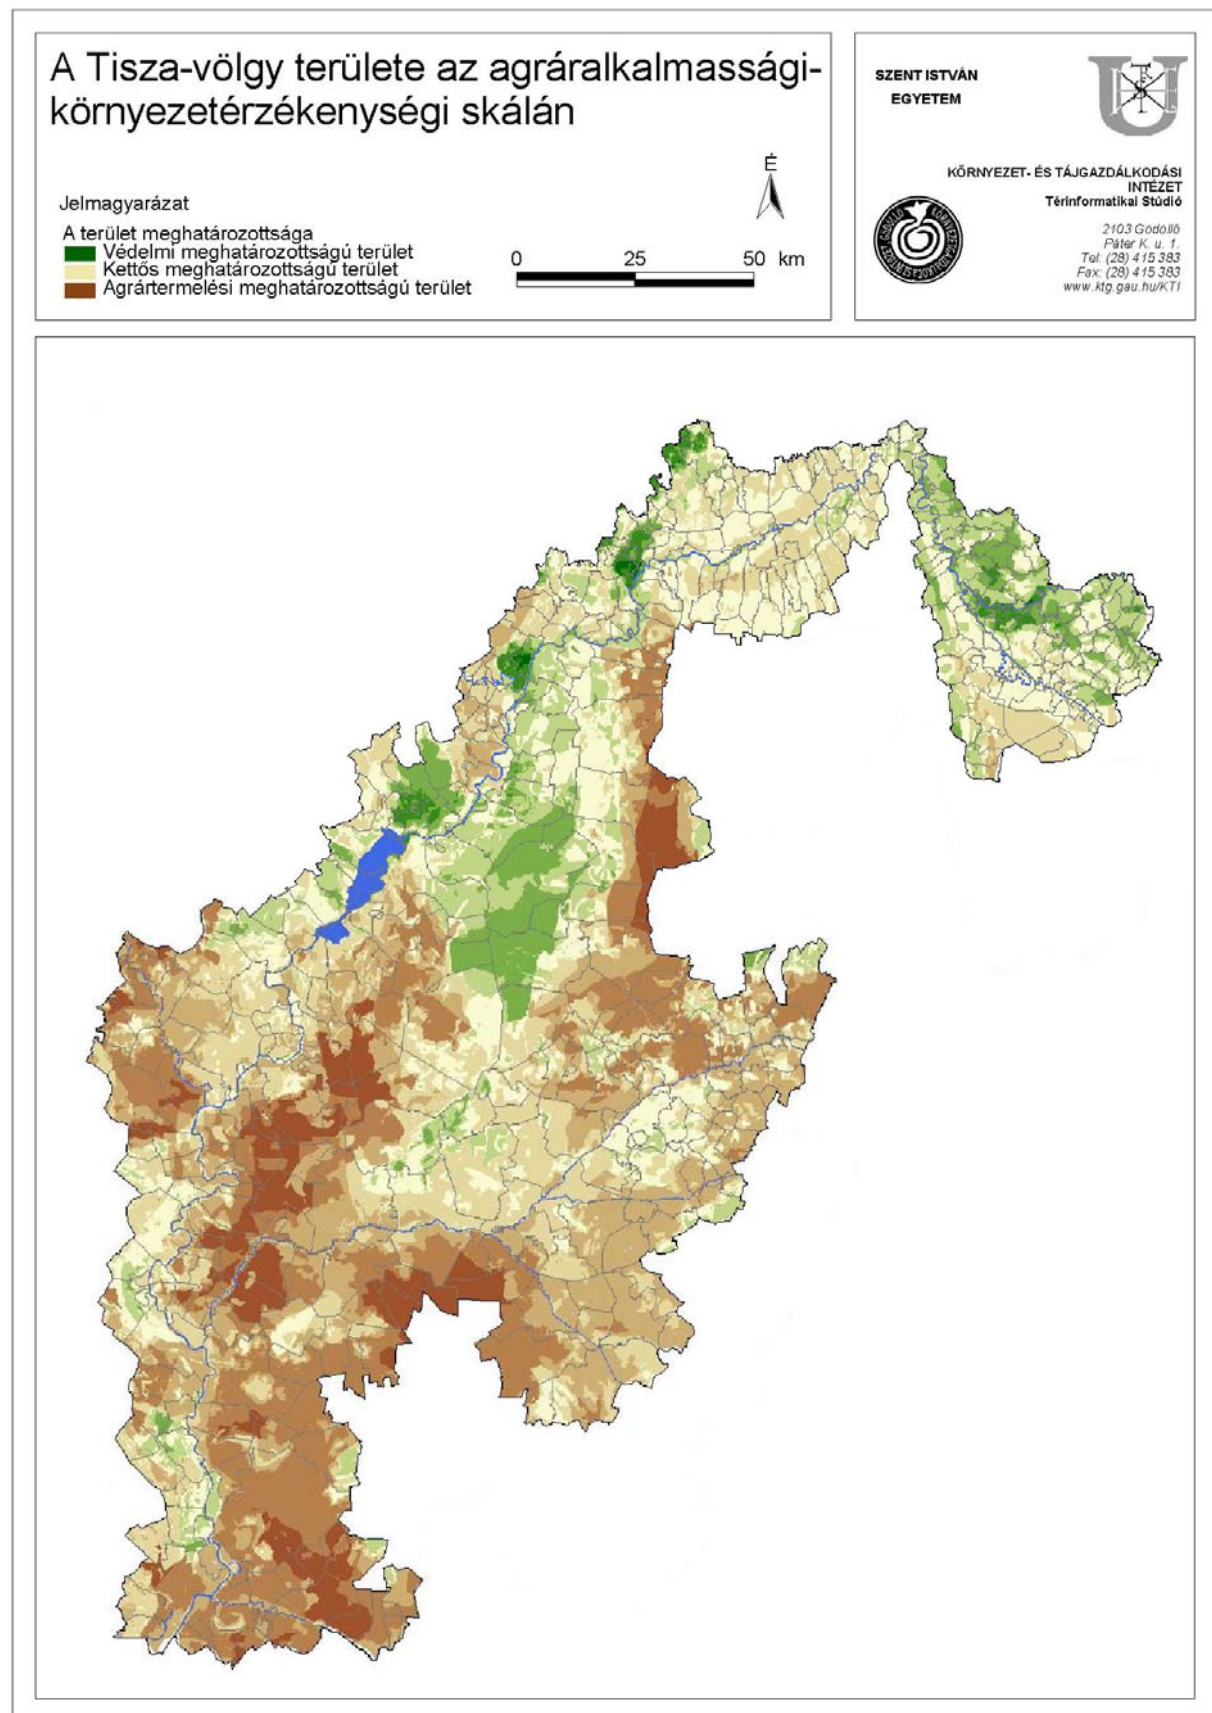 A Tisza-völgy területe az agráralkalmassági-
környezetérzékenységi skálán
É
Jelmagyarázat
A terület meghatározottsága
Védelmi meghatározottságú terület
Kettős meghatározottságú terület
Agrártermelési meghatározottságú terület
0 25 50 km
SZENT ISTVÁN
EGYETEM
KÖRNYEZET- ÉS TÁJGAZDÁLKODÁSI
INTÉZET
Térinformatikai Stúdió
2103 Gödöllő
Páter K. u. 1.
Tel: (28) 415 383
Fax: (28) 415 383
www.ktg.gau.hu/KTI